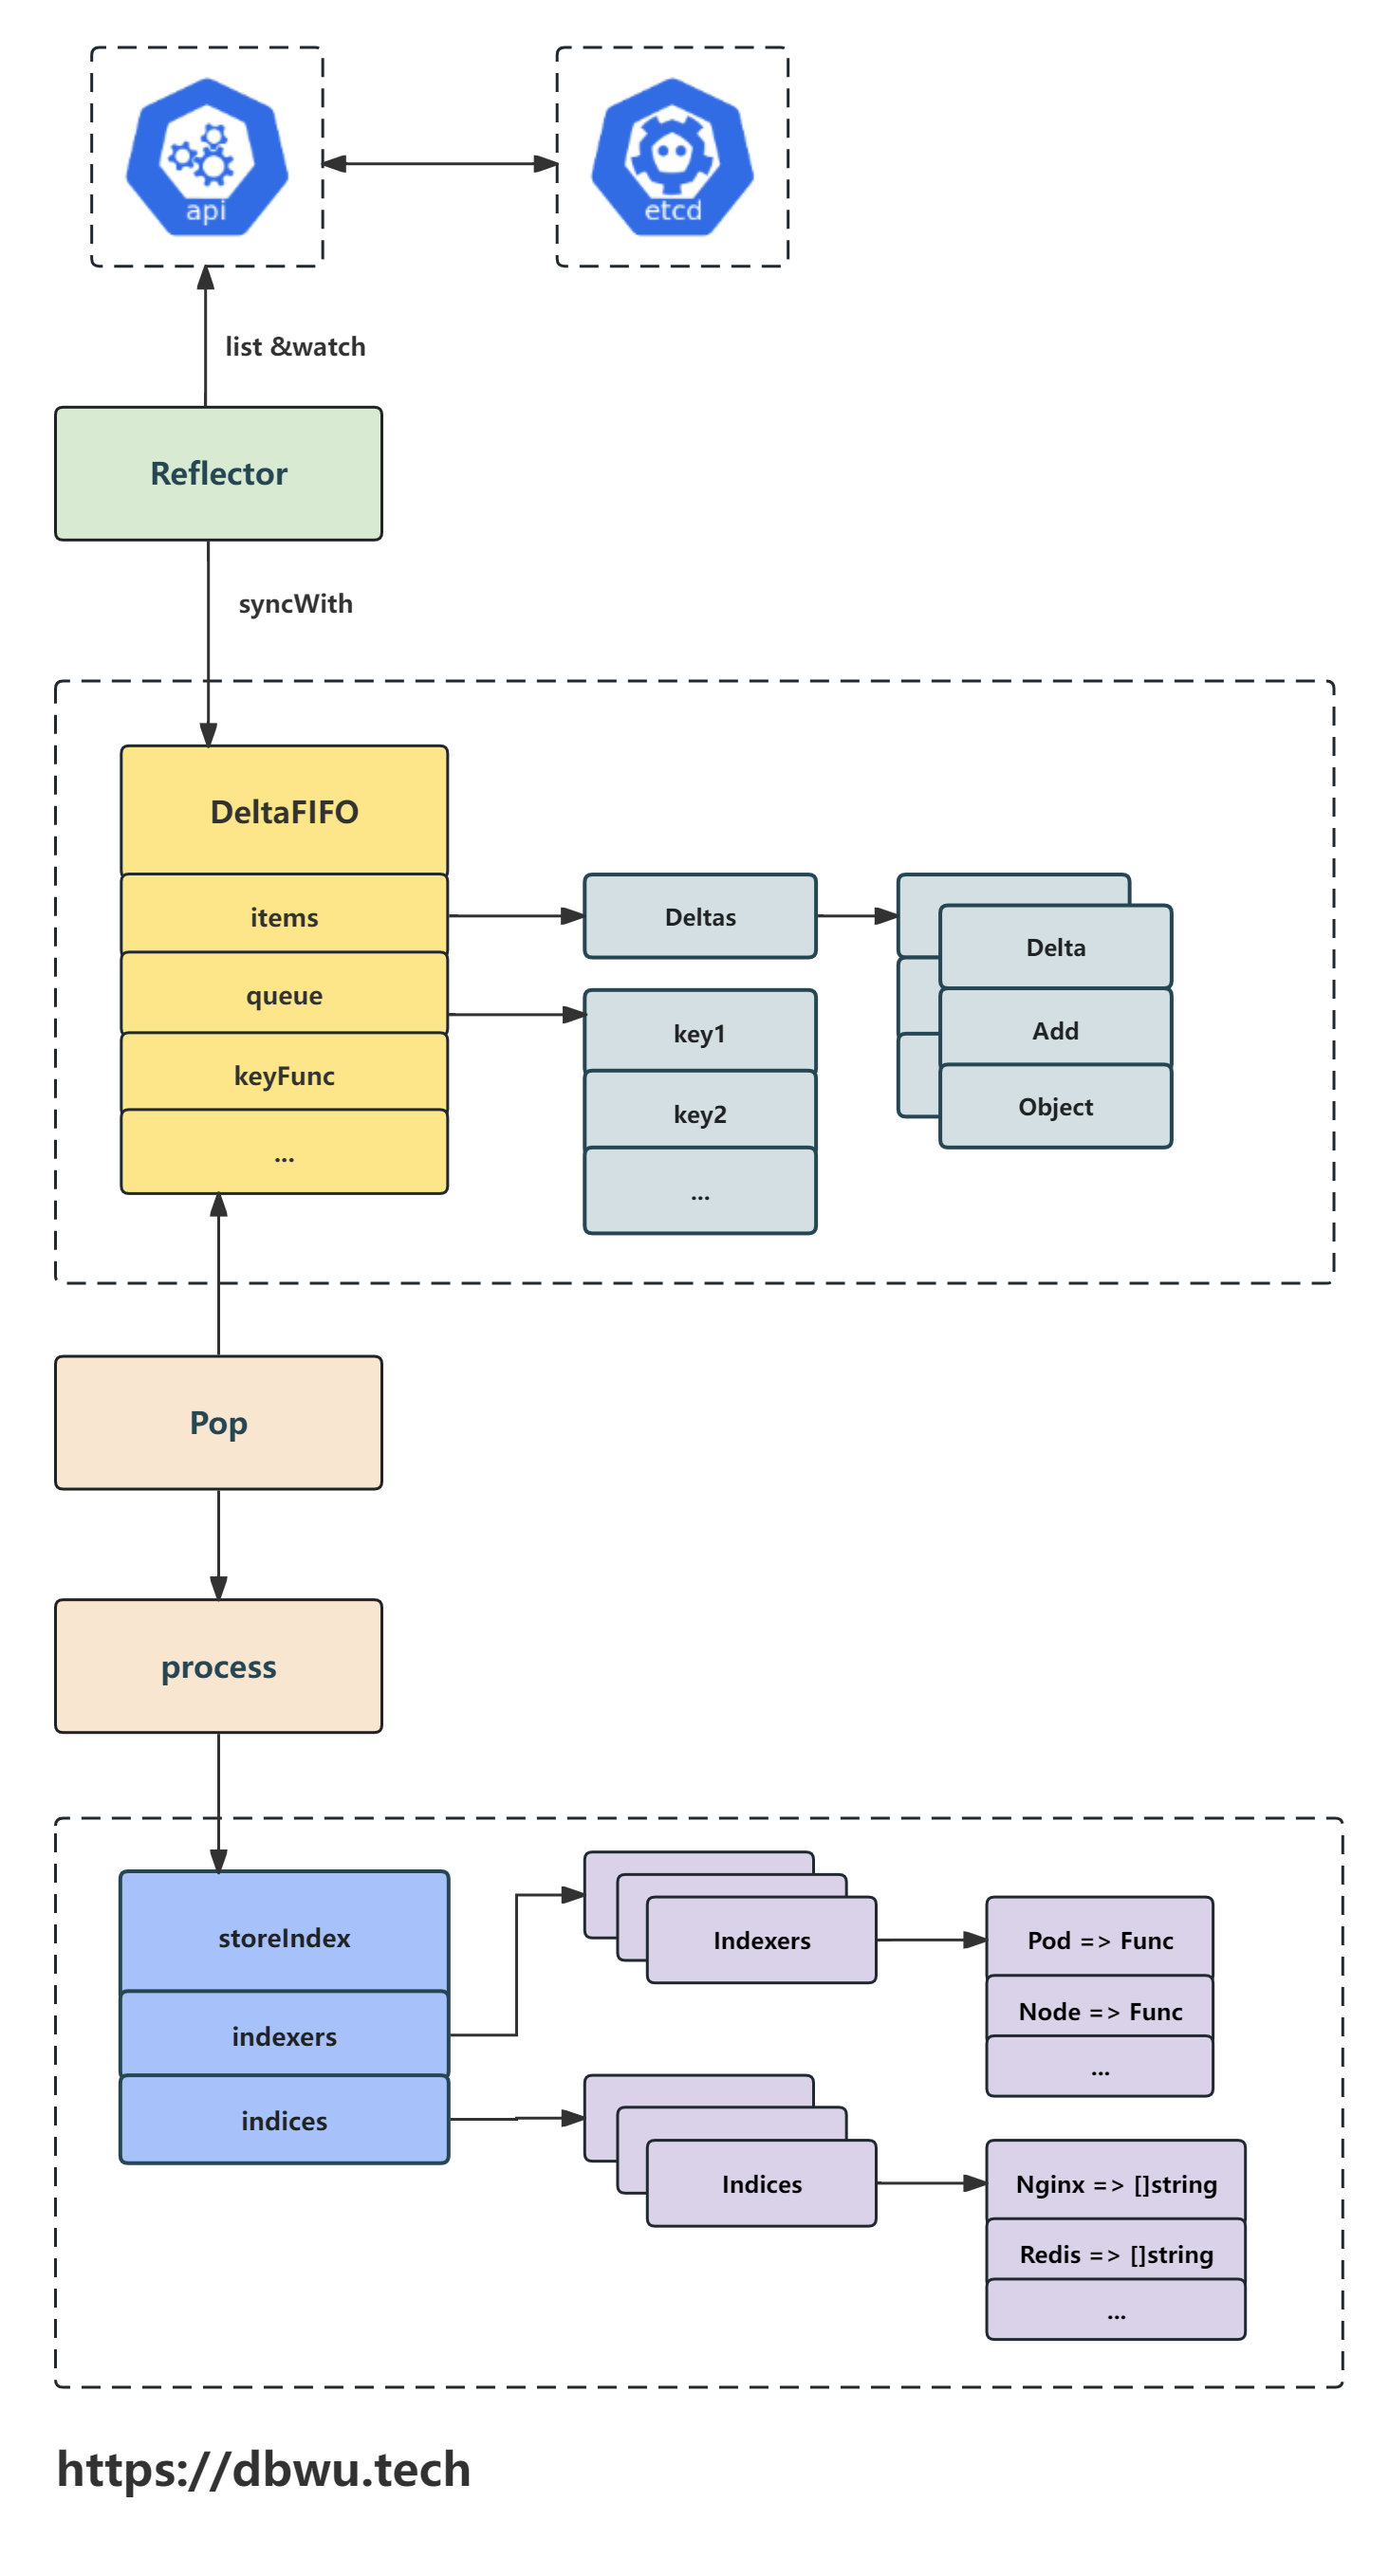 api
etcd
list &watch
Reflector
syncWith
DeltaFIFO
items
Deltas
Delta
queue
key1
Add
keyFunc
key2
Object
...
...
Pop
process
storeIndex
Indexers
Pod => Func
indexers
Node => Func
...
indices
Indices
Nginx => []string
Redis => []string
...
https://dbwu.tech